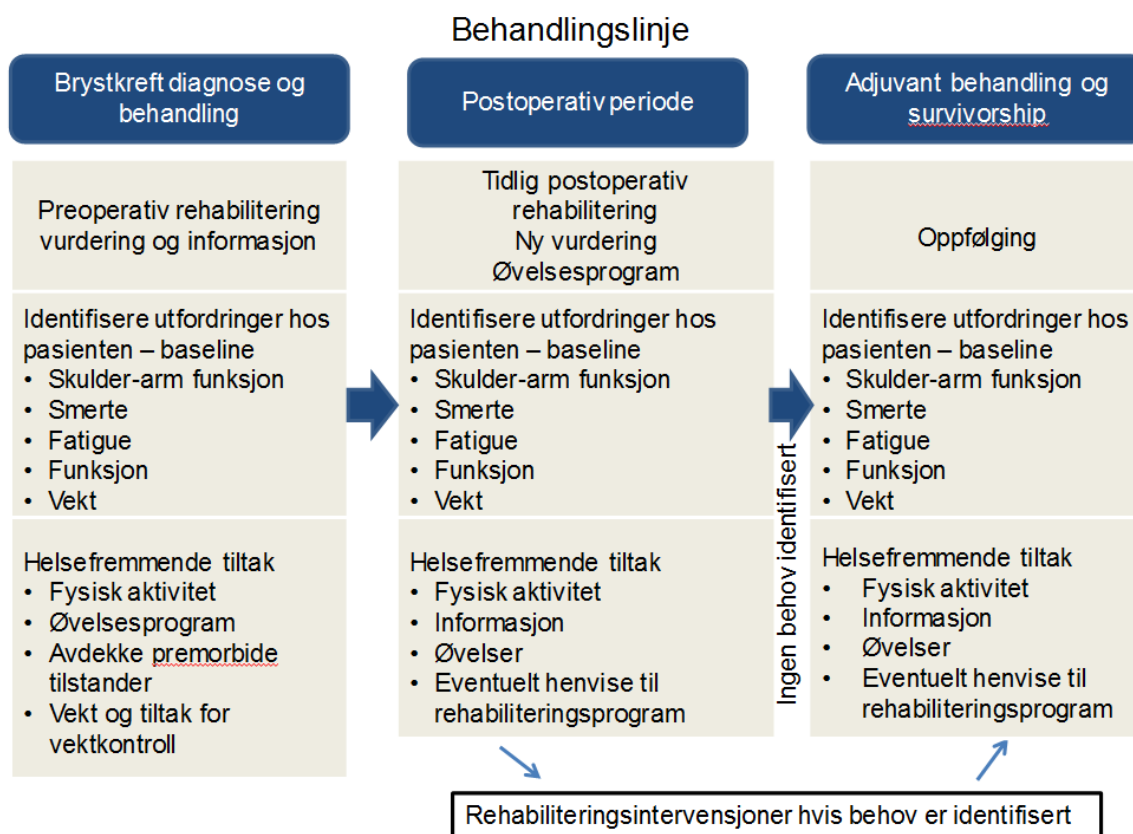 Behandlingslinje
Brystkreft diagnose og
behandling
Preoperativ rehabilitering
vurdering og informasjon
Identifisere utfordringer hos
pasienten – baseline
• Skulder-arm funksjon
• Smerte
• Fatigue
• Funksjon
• Vekt
Helsefremmende tiltak
• Fysisk aktivitet
• Øvelsesprogram
• Avdekke premorbide
tilstander
• Vekt og tiltak for
vektkontroll
Postoperativ periode
Tidlig postoperativ
rehabilitering
Ny vurdering
Øvelsesprogram
Identifisere utfordringer hos
pasienten – baseline
• Skulder-arm funksjon
• Smerte
• Fatigue
• Funksjon
• Vekt
Helsefremmende tiltak
• Fysisk aktivitet
• Informasjon
• Øvelser
• Eventuelt henvise til
rehabiliteringsprogram
Ingen behov identifisert
Adjuvant behandling og
survivorship
Oppfølging
Identifisere utfordringer hos
pasienten – baseline
• Skulder-arm funksjon
• Smerte
• Fatigue
• Funksjon
• Vekt
Helsefremmende tiltak
• Fysisk aktivitet
• Informasjon
• Øvelser
• Eventuelt henvise til
rehabiliteringsprogram
Rehabiliteringsintervensjoner hvis behov er identifisert